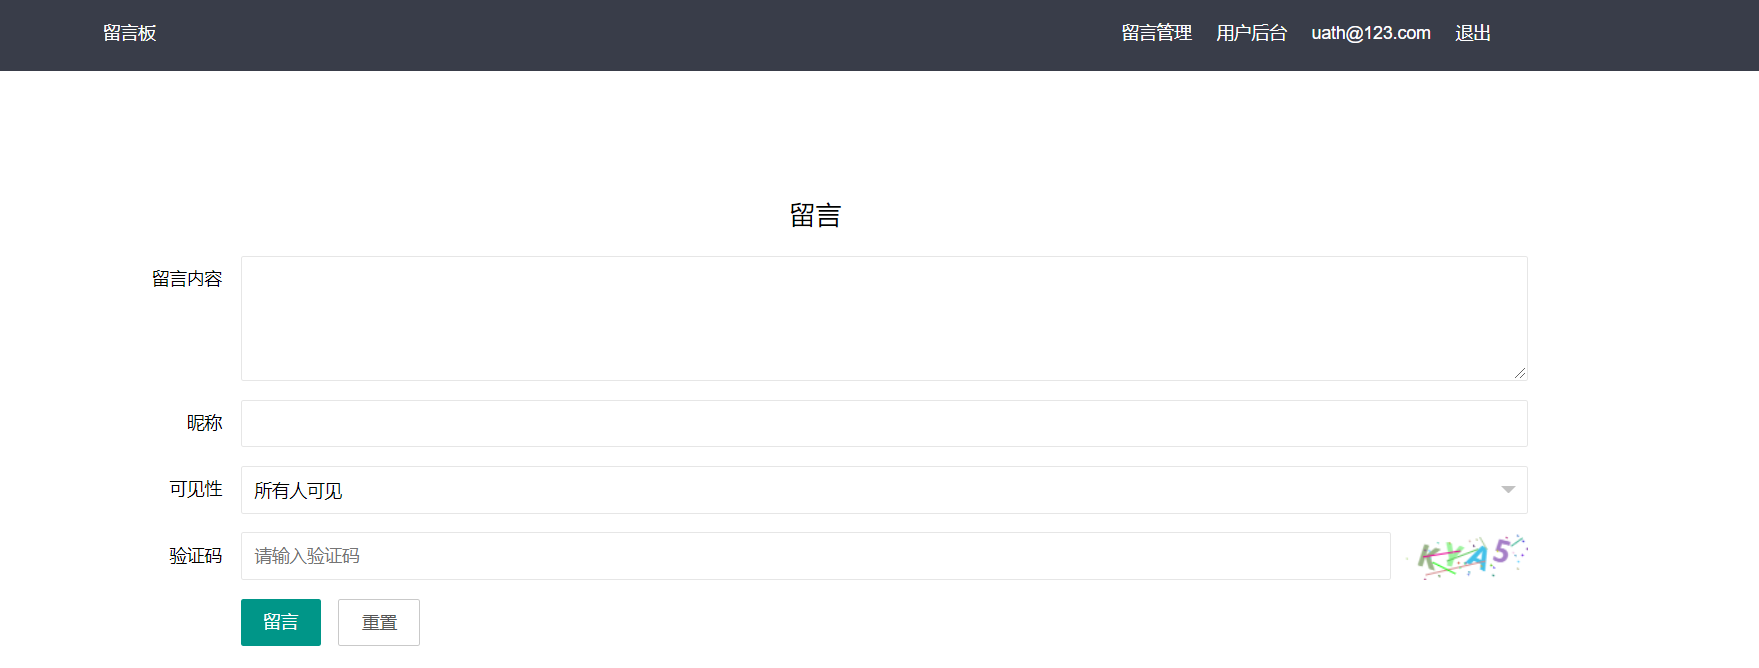 留言板 留言管理 用户后台 uath@123.com 退出
留言
留言内容
昵称
可见性 所有人可见
验证码 请输入验证码 KYA5
留言 重置